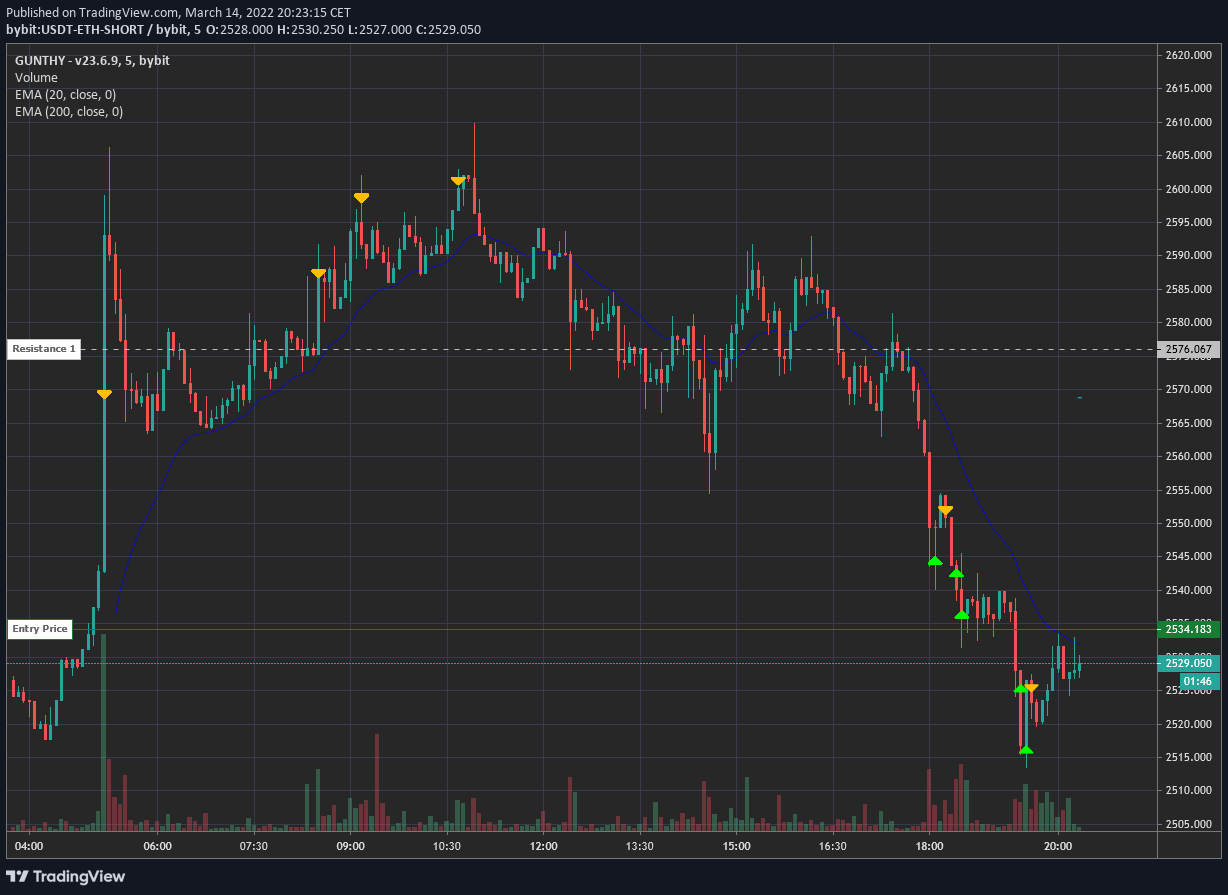 Published on TradingView.com, March 14, 2022 20:23:15 CET
bybit:USDT-ETH-SHORT / bybit, 5 O:2528.000 H:2530.250 L:2527.000 C:2529.050
GUNTHY - v23.6.9, 5, bybit
Volume
EMA (20, close, 0)
EMA (200, close, 0)
2620.000
2615.000
2610.000
2605.000
2600.000
2595.000
2590.000
2585.000
2580.000
Resistance 1
2576.067
2570.000
2565.000
2560.000
2555.000
2550.000
2545.000
2540.000
Entry Price
2534.183
2529.050
01:46
2525.000
2520.000
2515.000
2510.000
2505.000
04:00 06:00 07:30 09:00 10:30 12:00 13:30 15:00 16:30 18:00 20:00
TradingView